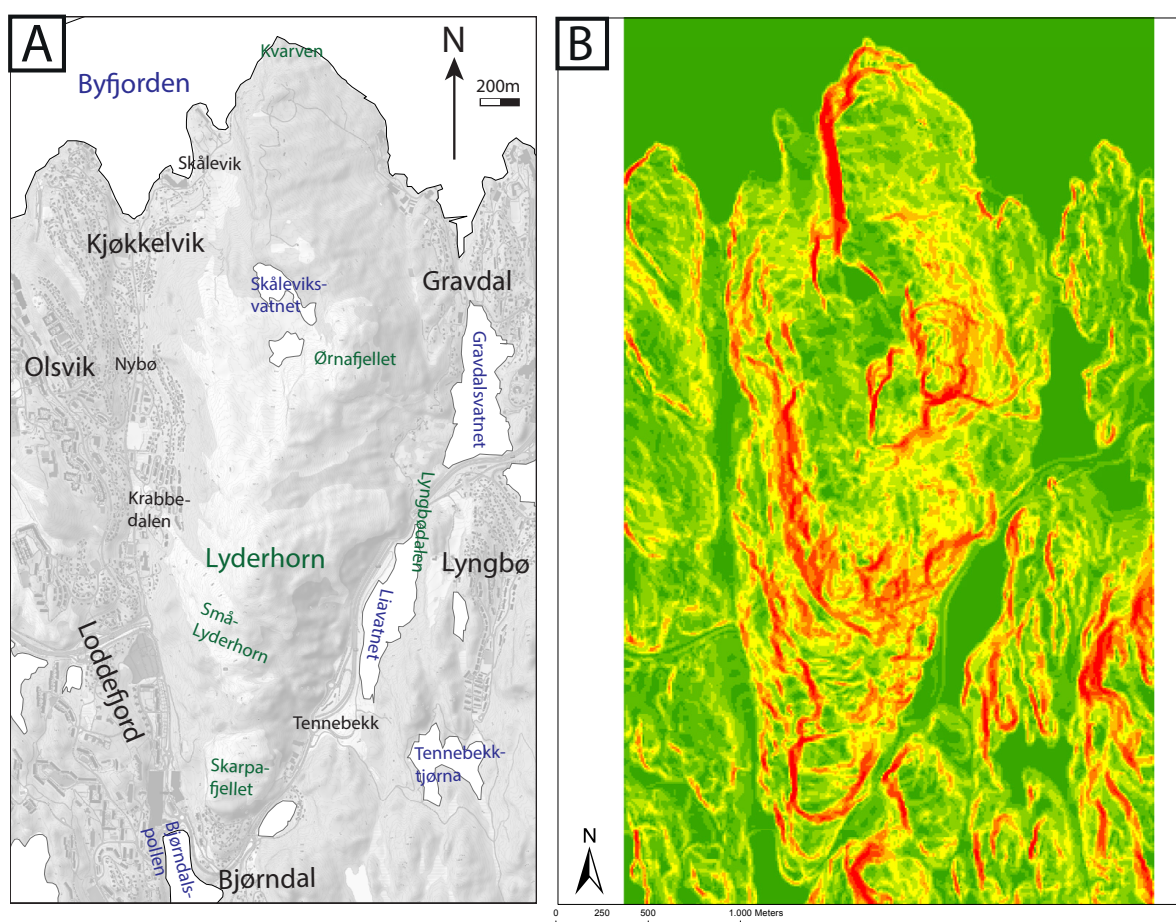 A
Kvarven
N
Byfjorden
200m
Skålevik
Kjøkkelvik
Skåleviks-
vatnet
Gravdal
Olsvik
Nybø
Ørnafjellet
Gravdalsvatnet
Krabbe-
dalen
Lyngbødalen
Lyderhorn
Lyngbø
Små-
Lyderhorn
Liavatnet
Loddefjord
Tennebekk
Skarpa-
fjellet
Tennebekk-
tjørna
Bjørndals-
pollen
Bjørndal
B
N
0 250 500 1.000 Meters